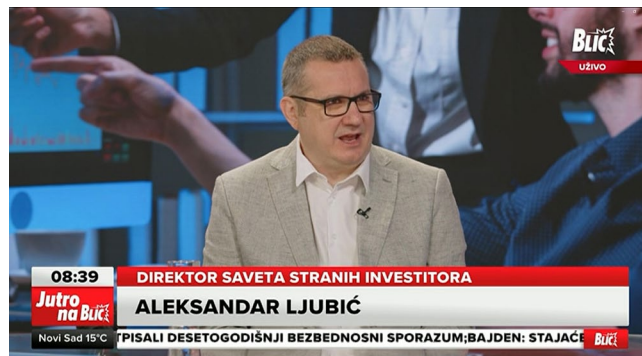 BLIC
UŽIVO
08:39
DIREKTOR SAVETA STRANIH INVESTITORA
Jutro
na BLIC
ALEKSANDAR LJUBIĆ
Novi Sad 15°C
TPISALI DESETOGODIŠNJI BEZBEDNOSNI SPORAZUM;BAJDEN: STAJAĆE
BLIC